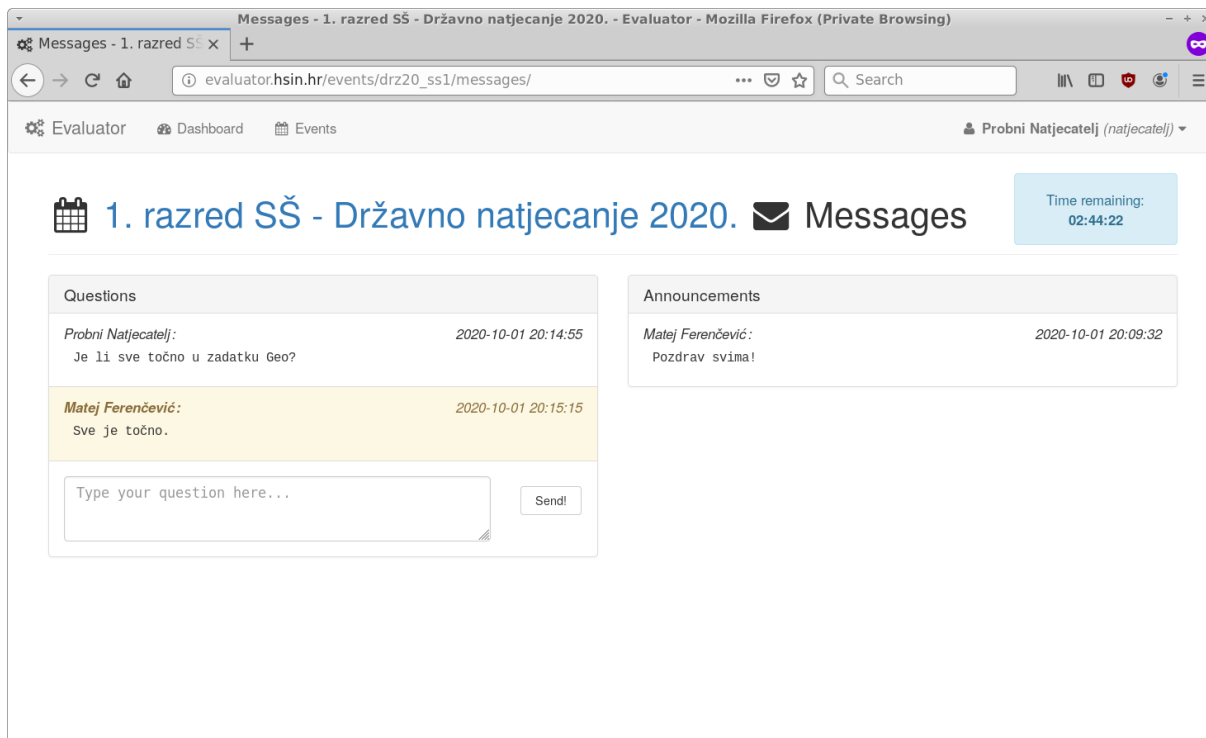 Messages - 1. razred SŠ - Državno natjecanje 2020. - Evaluator - Mozilla Firefox (Private Browsing)
Messages - 1. razred SŠ
evaluator.hsin.hr/events/drz20_ss1/messages/
Search
Evaluator Dashboard Events Probni Natjecatelj (natjecatelj)
1. razred SŠ - Državno natjecanje 2020. Messages
Time remaining:
02:44:22
Questions
Probni Natjecatelj: 2020-10-01 20:14:55
Je li sve točno u zadatku Geo?
Matej Ferenčević: 2020-10-01 20:15:15
Sve je točno.
Type your question here...
Send!
Announcements
Matej Ferenčević: 2020-10-01 20:09:32
Pozdrav svima!